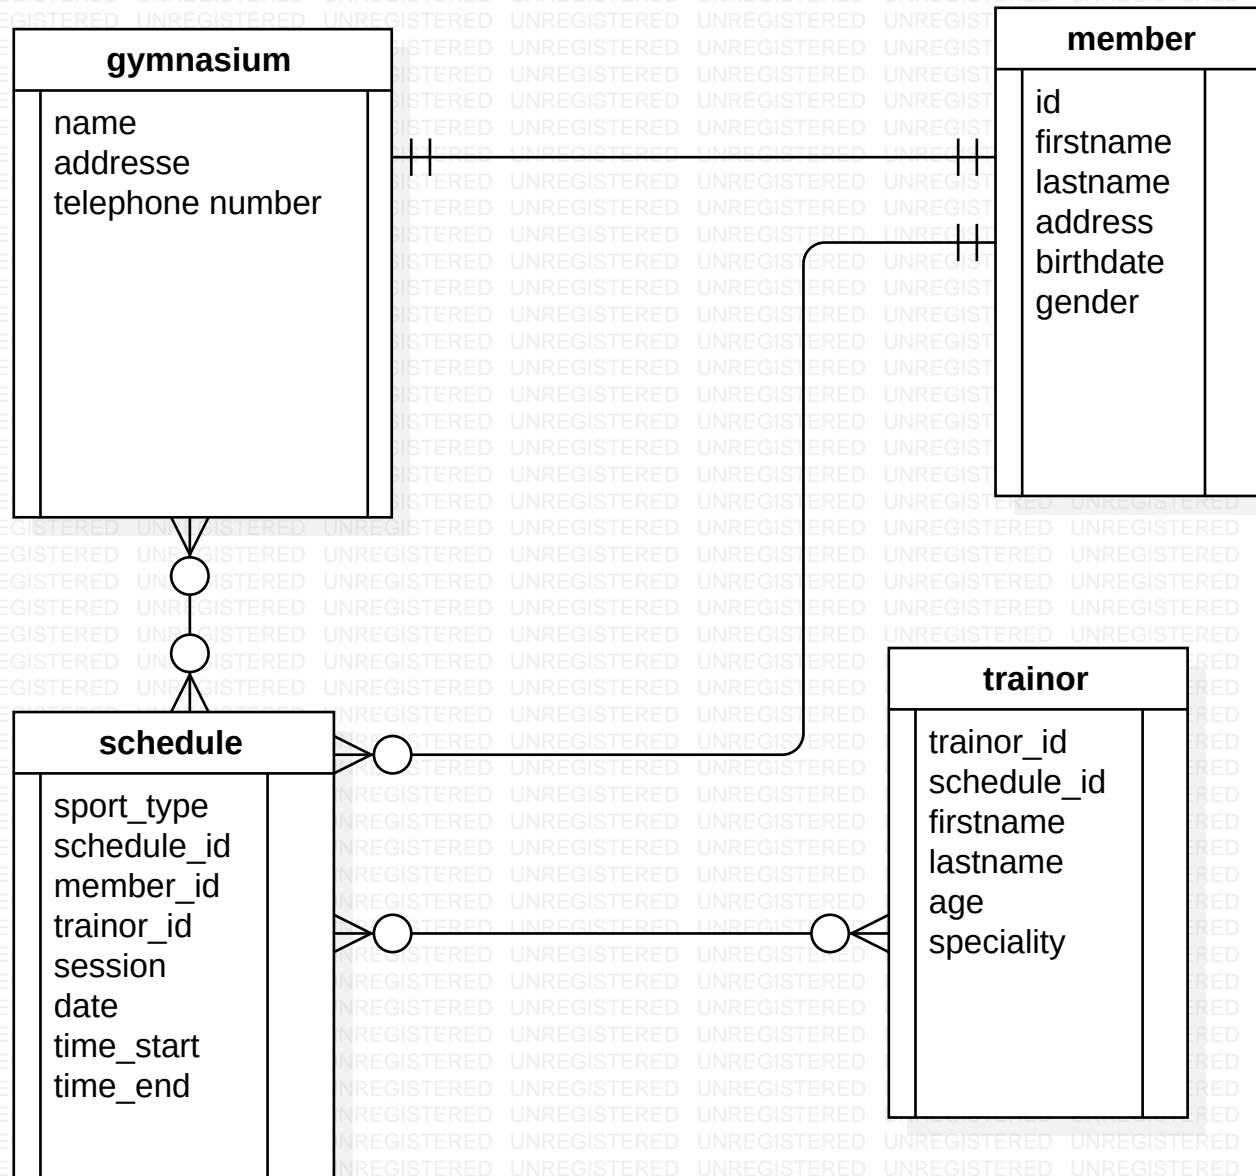 gymnasium
name
addresse
telephone number
member
id
firstname
lastname
address
birthdate
gender
schedule
sport_type
schedule_id
member_id
trainor_id
session
date
time_start
time_end
trainor
trainor_id
schedule_id
firstname
lastname
age
speciality
UNREGISTERED